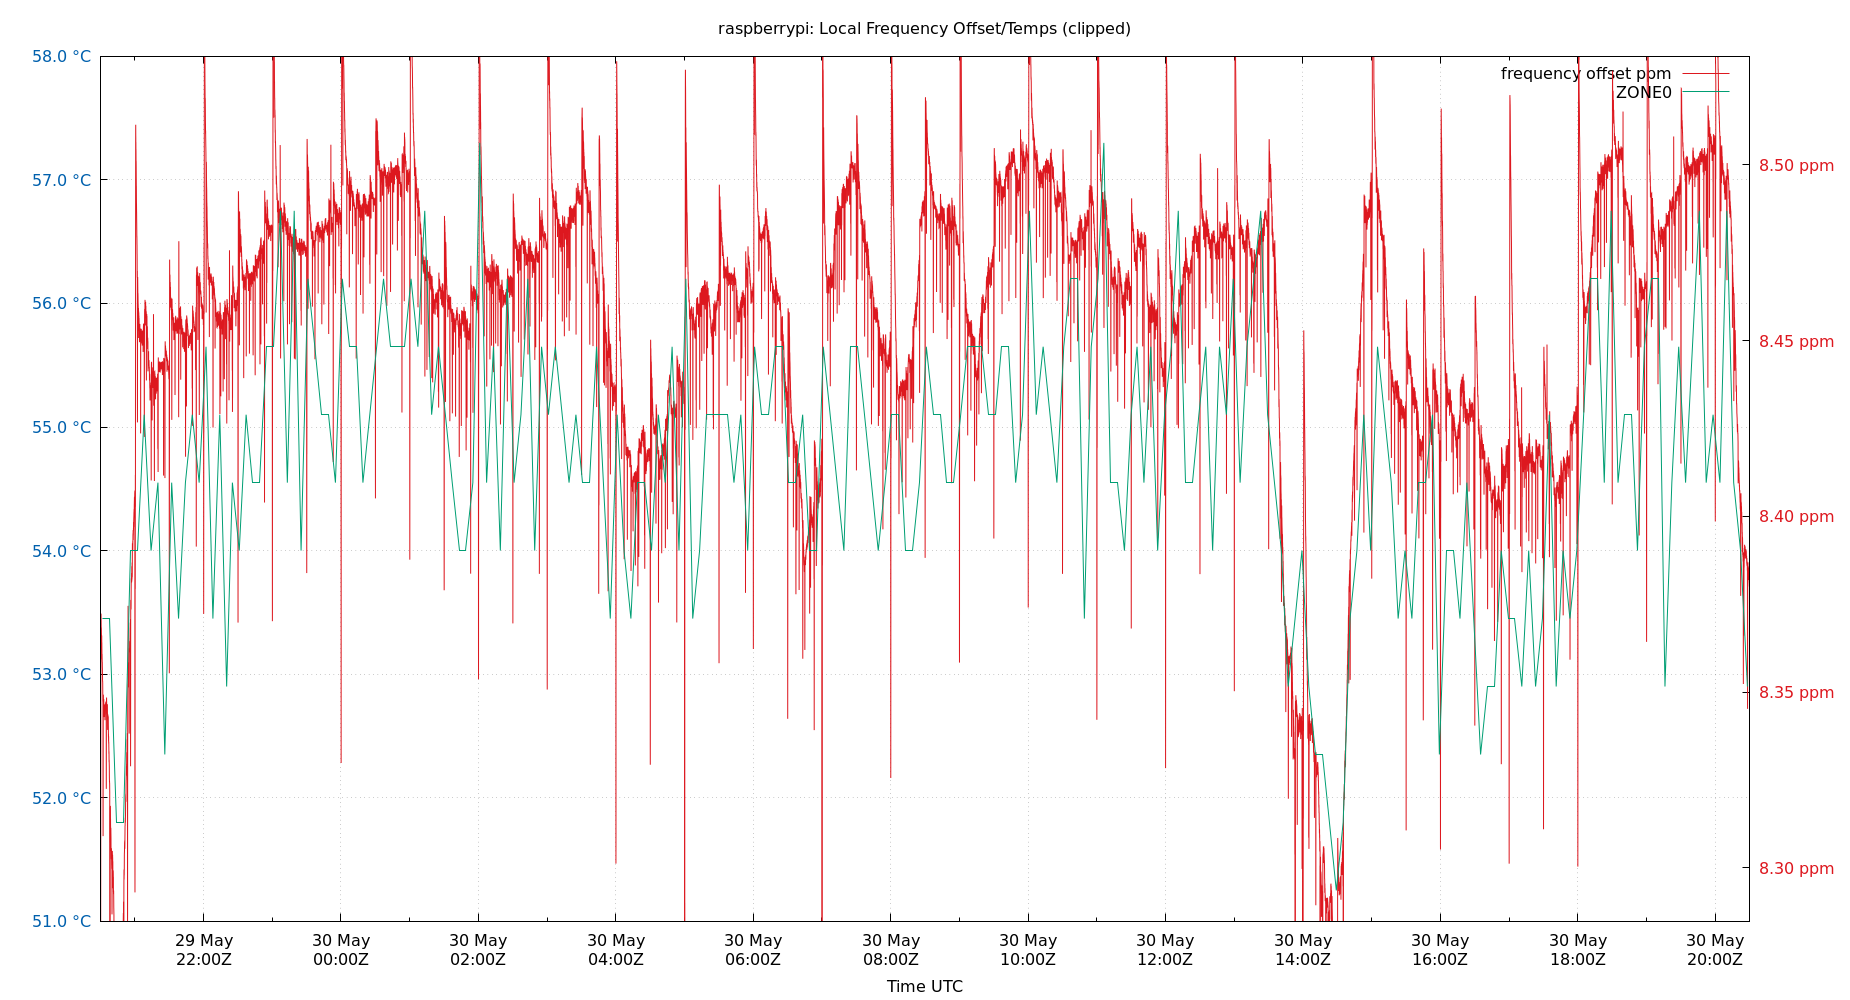 raspberrypi: Local Frequency Offset/Temps (clipped)
58.0 °C
57.0 °C
56.0 °C
55.0 °C
54.0 °C
53.0 °C
52.0 °C
51.0 °C
frequency offset ppm
ZONE0
8.50 ppm
8.45 ppm
8.40 ppm
8.35 ppm
8.30 ppm
29 May 30 May 30 May 30 May 30 May 30 May 30 May 30 May 30 May 30 May 30 May 30 May
22:00Z 00:00Z 02:00Z 04:00Z 06:00Z 08:00Z 10:00Z 12:00Z 14:00Z 16:00Z 18:00Z 20:00Z
Time UTC